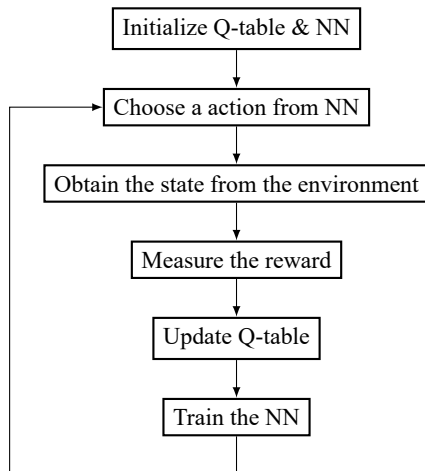 Initialize Q-table & NN
Choose a action from NN
Obtain the state from the environment
Measure the reward
Update Q-table
Train the NN